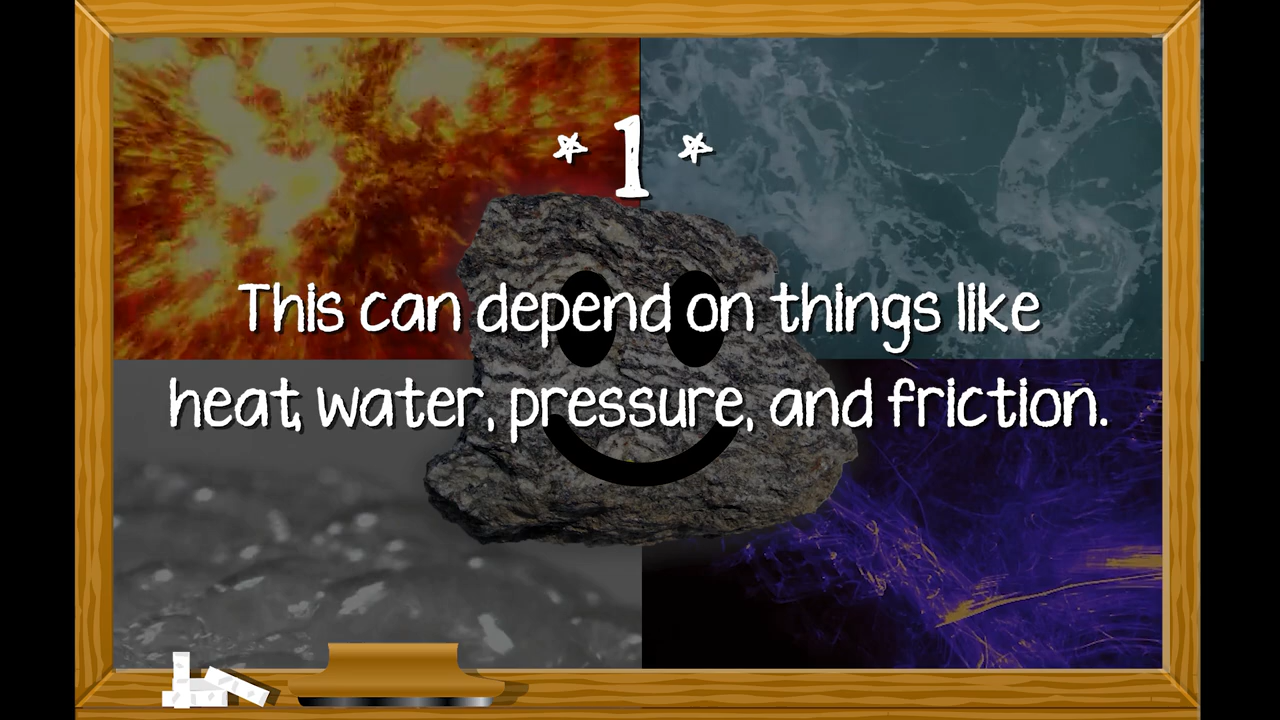 * 1 *
This can depend on things like
heat, water, pressure, and friction.